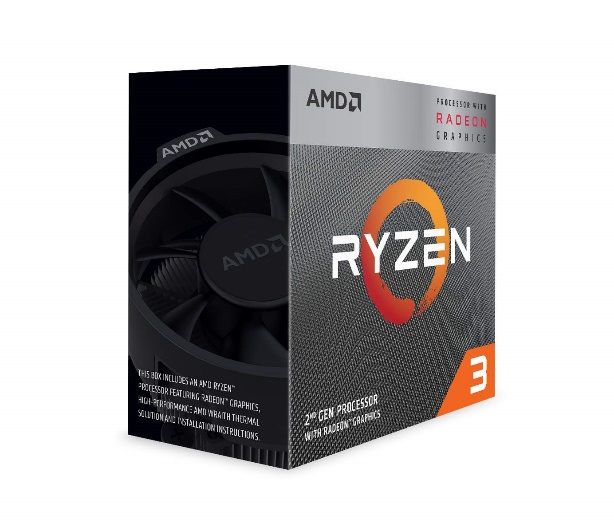 AMD
PROCESSOR WITH
RADEON
GRAPHICS
AMD
AMD
RYZEN
THIS BOX INCLUDES AN AMD RYZEN™
PROCESSOR FEATURING RADEON™ GRAPHICS,
HIGH-PERFORMANCE AMD WRAITH THERMAL
SOLUTION AND INSTALLATION INSTRUCTIONS.
3
2ND GEN PROCESSOR
WITH RADEON™ GRAPHICS